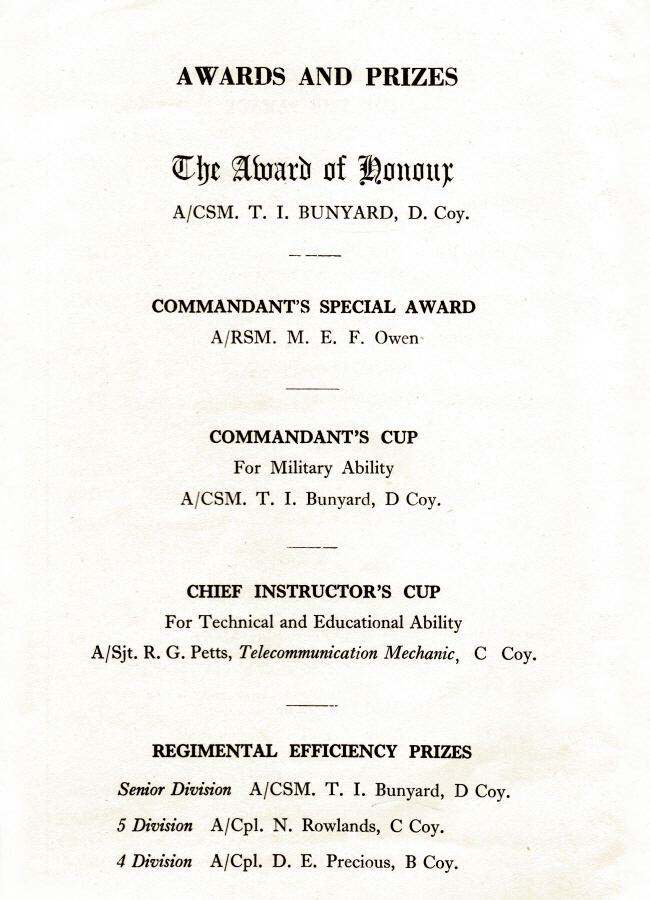 AWARDS AND PRIZES
The Award of Honour
A/CSM. T. I. BUNYARD, D. Coy.
COMMANDANT'S SPECIAL AWARD
A/RSM. M. E. F. Owen
COMMANDANT'S CUP
For Military Ability
A/CSM. T. I. Bunyard, D Coy.
CHIEF INSTRUCTOR'S CUP
For Technical and Educational Ability
A/Sjt. R. G. Petts, Telecommunication Mechanic, C Coy.
REGIMENTAL EFFICIENCY PRIZES
Senior Division A/CSM. T. I. Bunyard, D Coy.
5 Division A/Cpl. N. Rowlands, C Coy.
4 Division A/Cpl. D. E. Precious, B Coy.